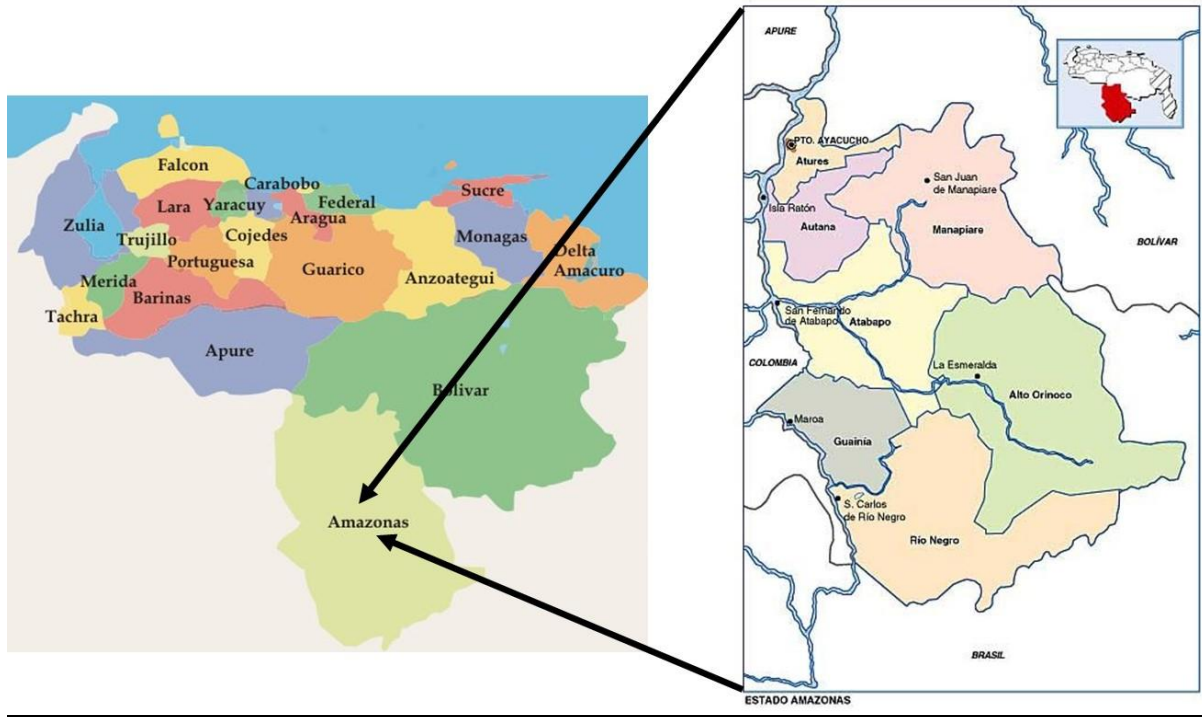 Falcon
Carabobo
Federal
Sucre
Zulia
Lara
Yaracuy
Aragua
Trujillo
Cojedes
Monagas
Delta
Amacuro
Portuguesa
Guarico
Anzoategui
Merida
Barinas
Tachra
Apure
Bolivar
Amazonas
APURE
PTO. AYACUCHO
Atures
San Juan
de Manapiare
Isla Ratón
Autana
Manapiare
BOLÍVAR
San Fernando
de Atabapo
Atabapo
COLOMBIA
La Esmeralda
Alto Orinoco
Maroa
Guainía
S. Carlos
de Río Negro
Río Negro
BRASIL
ESTADO AMAZONAS